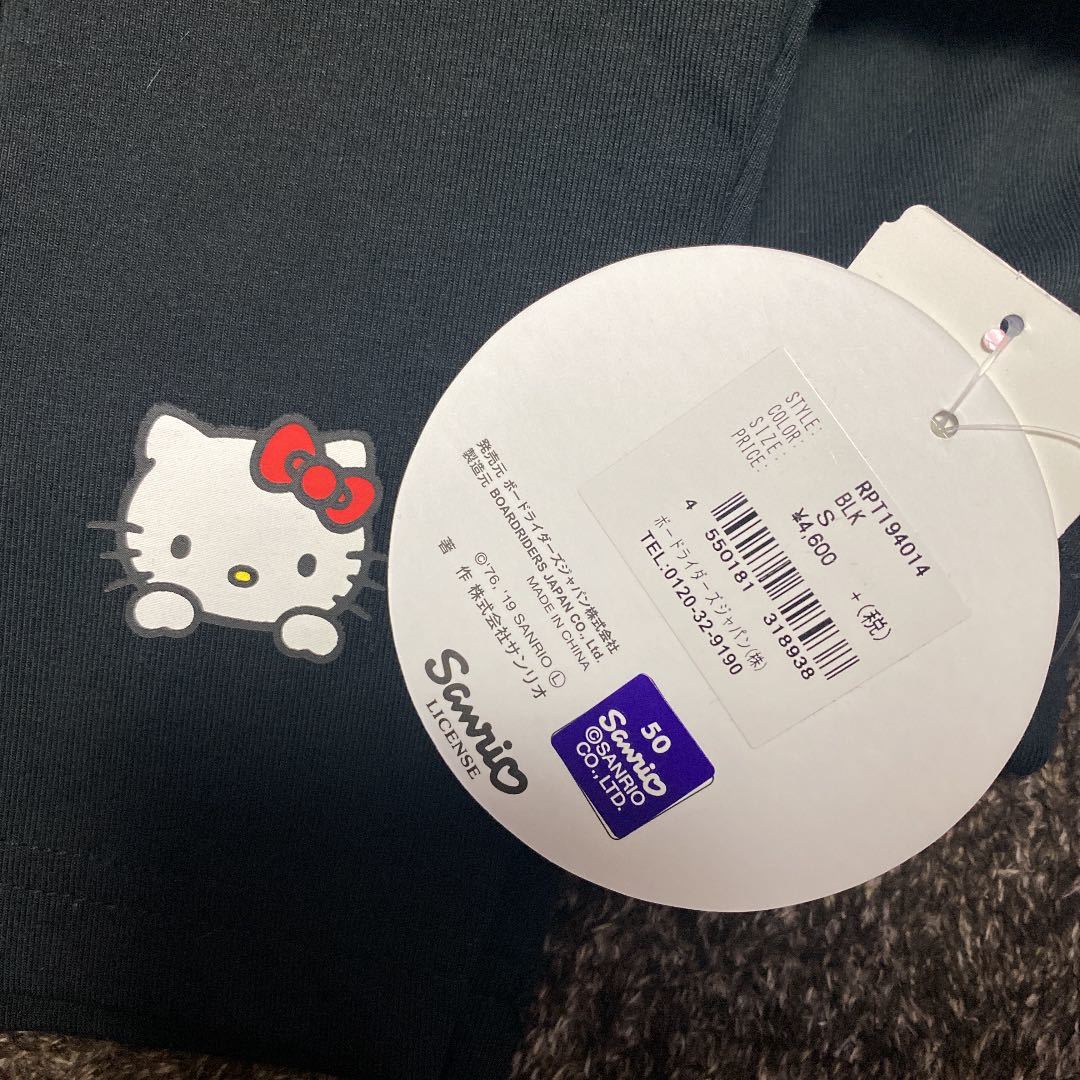 STYLE: RPT194014
COLOR: BLK
SIZE: S
PRICE: ¥4,600 +(税)
4 550181 318938
ボードライダーズジャパン(株)
TEL:0120-32-9190
発売元 ボードライダーズジャパン株式会社
製造元 BOARDRIDERS JAPAN CO., Ltd.
MADE IN CHINA
©'76, '19 SANRIO Ⓛ
著 作 株式会社サンリオ
Sanrio
LICENSE
50
Sanrio
©SANRIO
CO.,LTD.